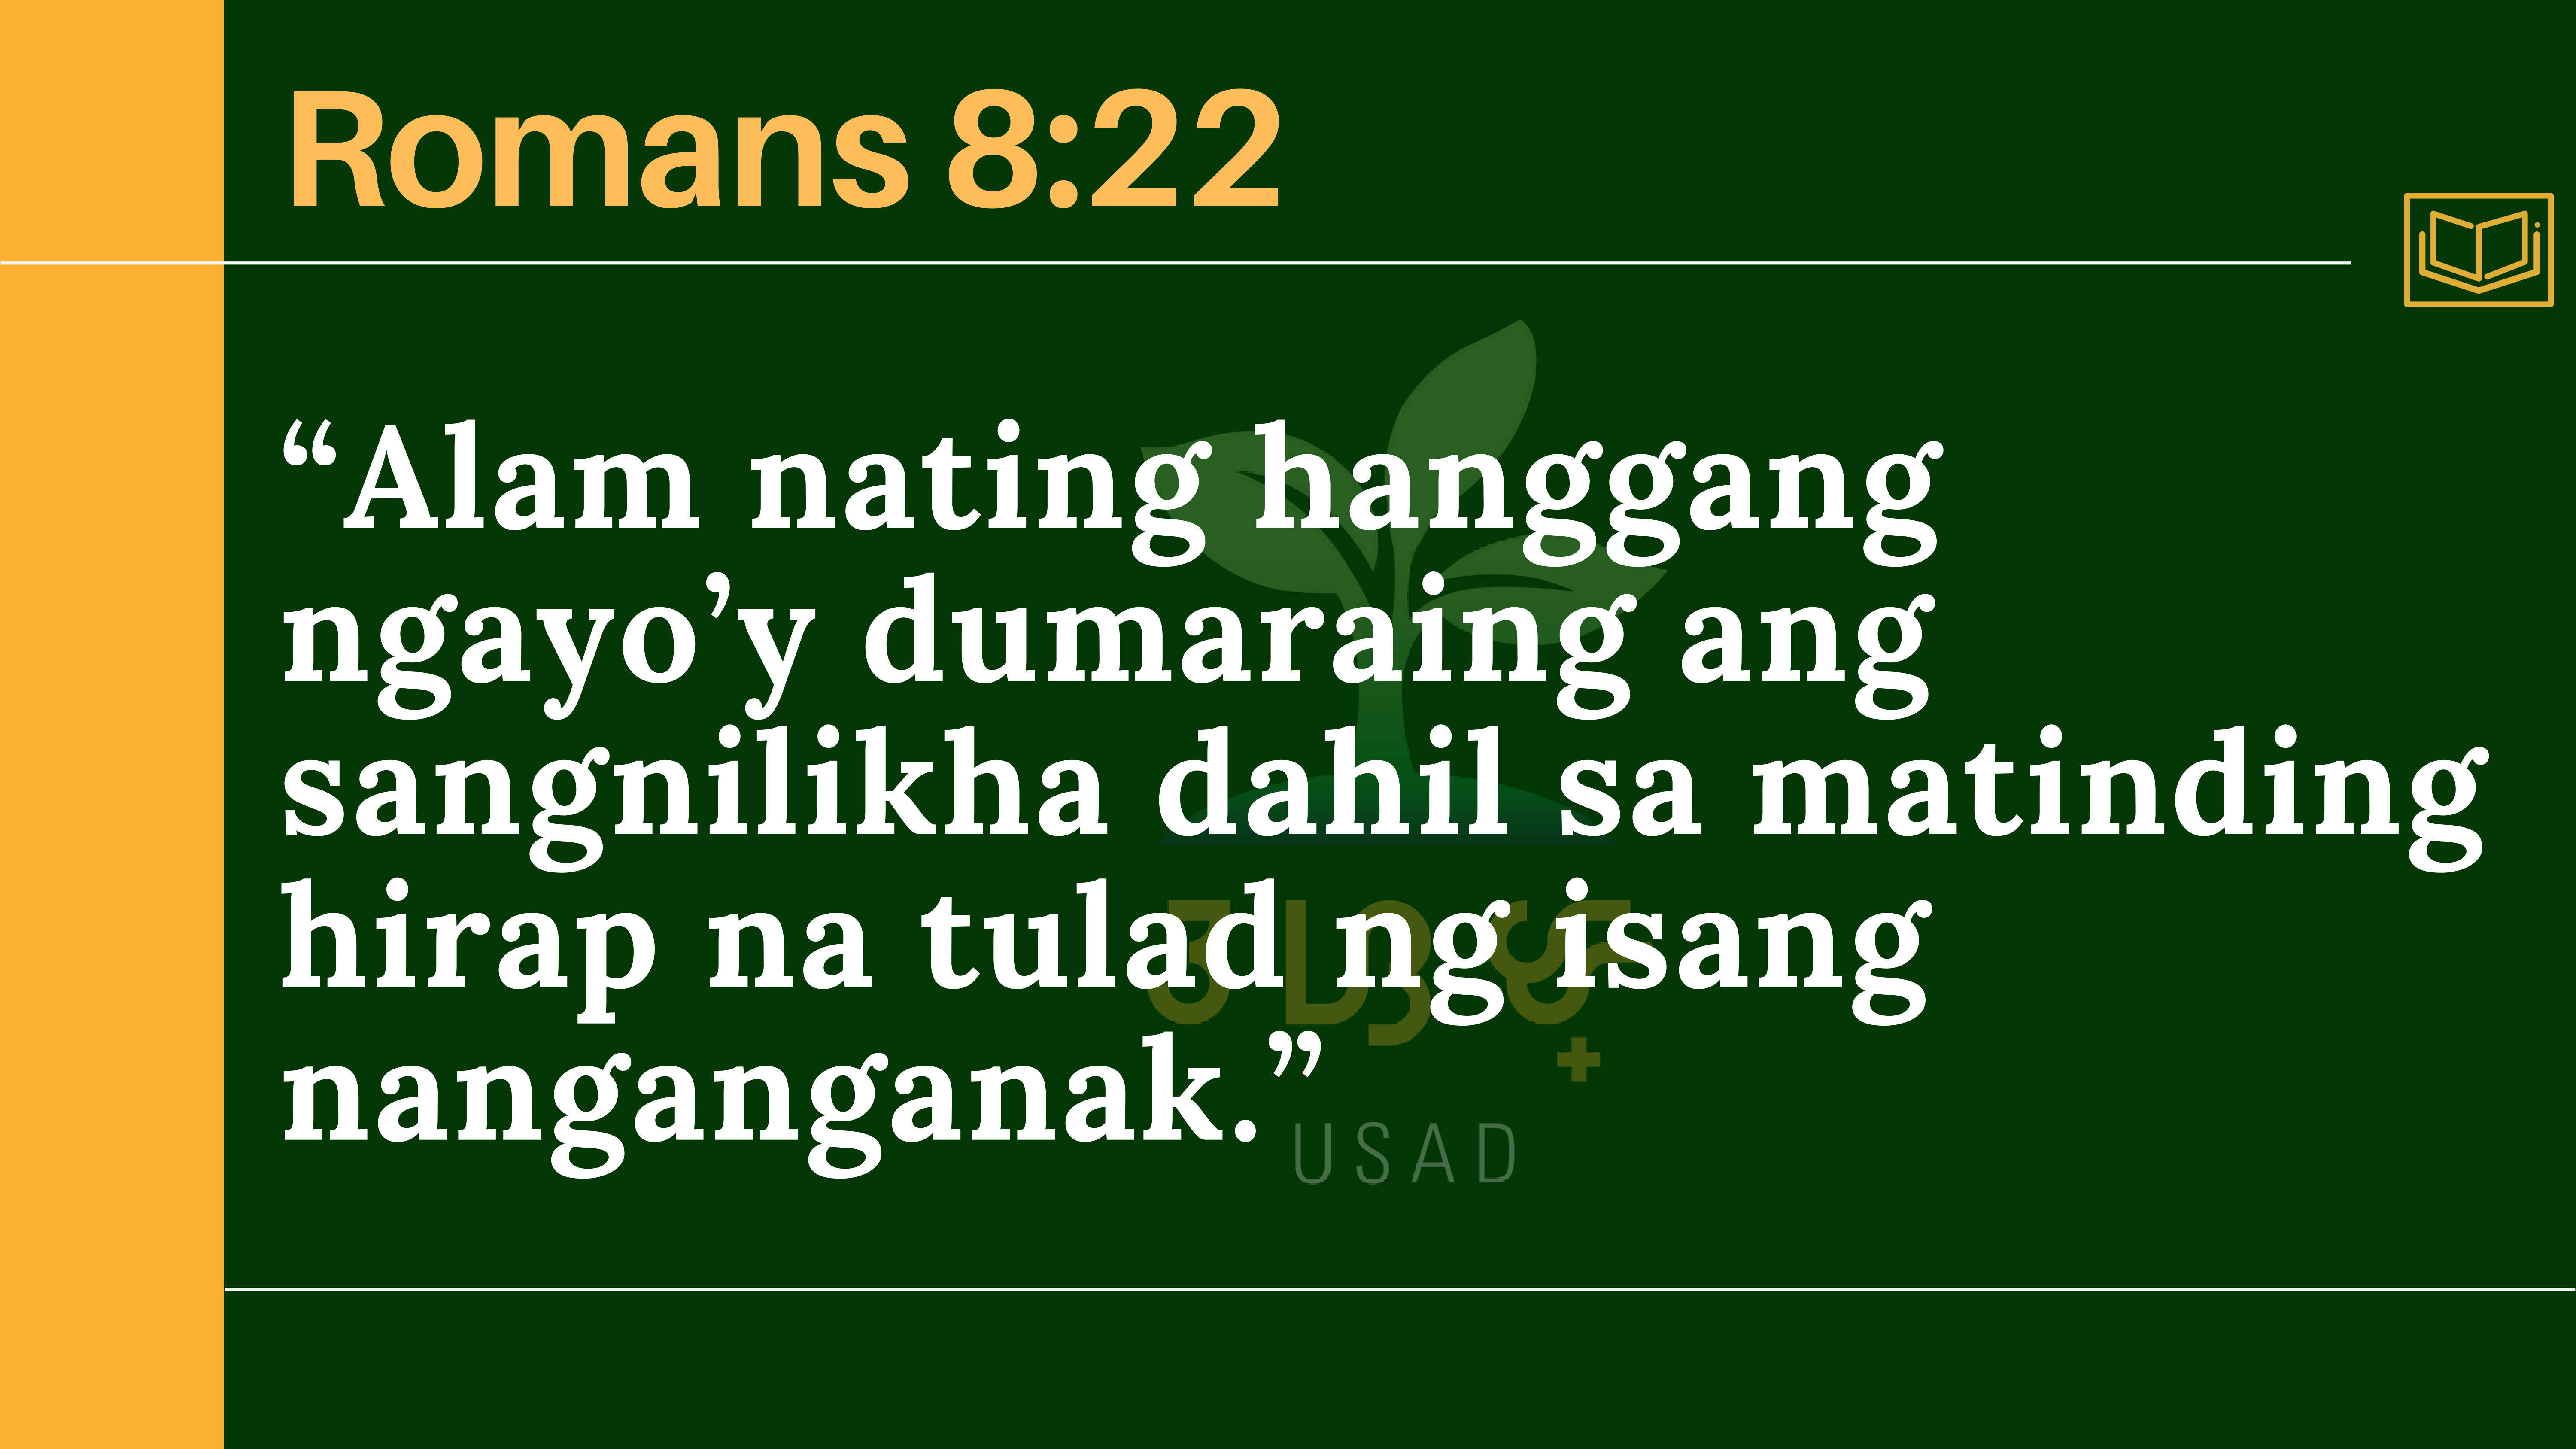 Romans 8:22
“Alam nating hanggang
ngayo’y dumaraing ang
sangnilikha dahil sa matinding
hirap na tulad ng isang
nanganganak.”
USAD